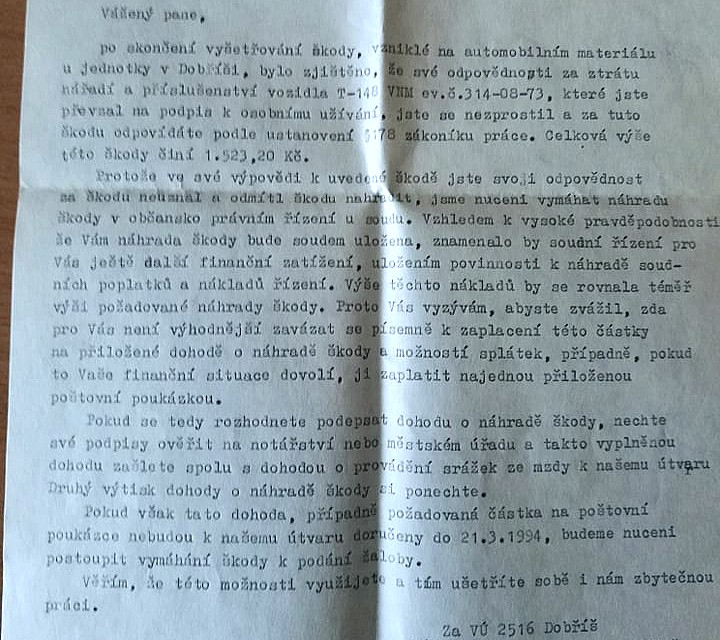 Vážený pane,
po skončení vyšetřování škody, vzniklé na automobilním materiálu
u jednotky v Dobříši, bylo zjištěno, že své odpovědnosti za ztrátu
nářadí a příslušenství vozidla T-148 VNM ev.č.314-08-73, které jste
převzal na podpis k osobnímu užívání, jste se nezprostil a za tuto
škodu odpovídáte podle ustanovení §178 zákoníku práce. Celková výše
této škody činí 1.523,20 Kč.
Protože ve své výpovědi k uvedené škodě jste svoji odpovědnost
za škodu neuznal a odmítl škodu nahradit, jsme nuceni vymáhat náhradu
škody v občansko právním řízení u soudu. Vzhledem k vysoké pravděpodobnosti
že Vám náhrada škody bude soudem uložena, znamenalo by soudní řízení pro
Vás ještě další finanční zatížení, uložením povinnosti k náhradě soud-
ních poplatků a nákladů řízení. Výše těchto nákladů by se rovnala téměř
výši požadované náhrady škody. Proto Vás vyzývám, abyste zvážil, zda
pro Vás není výhodnější zavázat se písemně k zaplacení této částky
na přiložené dohodě o náhradě škody a možností splátek, případně, pokud
to Vaše finanční situace dovolí, ji zaplatit najednou přiloženou
poštovní poukázkou.
Pokud se tedy rozhodnete podepsat dohodu o náhradě škody, nechte
své podpisy ověřit na notářství nebo městském úřadu a takto vyplněnou
dohodu zašlete spolu s dohodou o provádění srážek ze mzdy k našemu útvaru
Druhý výtisk dohody o náhradě škody si ponechte.
Pokud však tato dohoda, případně požadovaná částka na poštovní
poukázce nebudou k našemu útvaru doručeny do 21.3.1994, budeme nuceni
postoupit vymáhání škody k podání žaloby.
Věřím, že této možnosti využijete a tím ušetříte sobě i nám zbytečnou
práci.
Za VÚ 2516 Dobříš